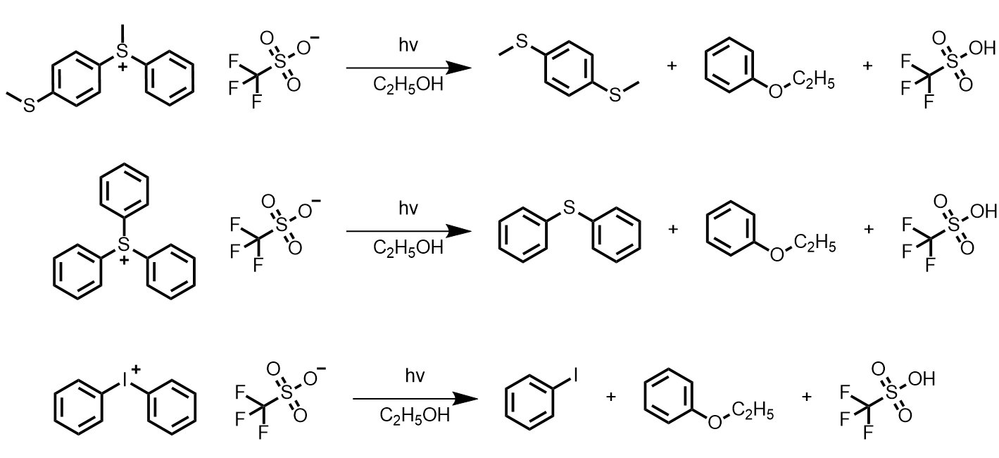 S + S F F F S O O O − hν C₂H₅OH S S + O C₂H₅ + F F F S O O OH
S + F F F S O O O − hν C₂H₅OH S + O C₂H₅ + F F F S O O OH
I + F F F S O O O − hν C₂H₅OH I + O C₂H₅ + F F F S O O OH